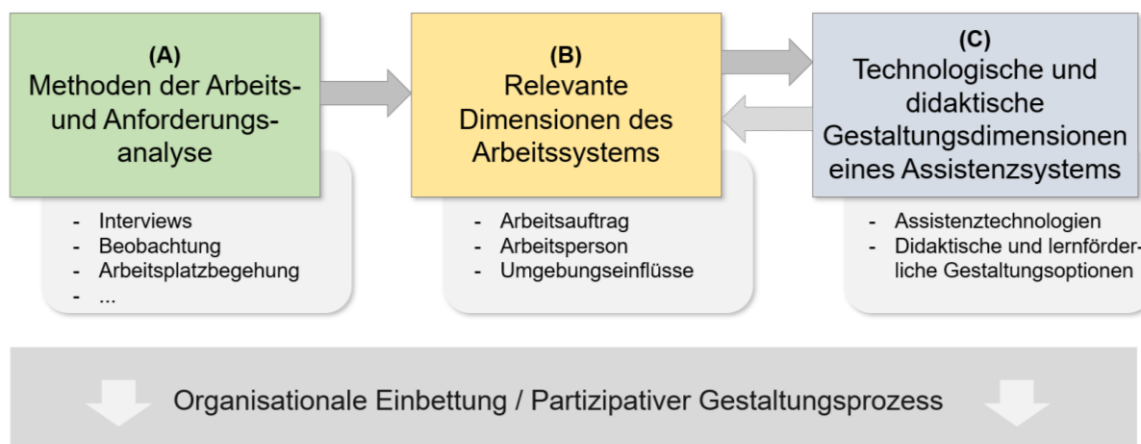 (A)
Methoden der Arbeits-
und Anforderungs-
analyse
- Interviews
- Beobachtung
- Arbeitsplatzbegehung
- ...
(B)
Relevante
Dimensionen des
Arbeitssystems
- Arbeitsauftrag
- Arbeitsperson
- Umgebungseinflüsse
(C)
Technologische und
didaktische
Gestaltungsdimensionen
eines Assistenzsystems
- Assistenztechnologien
- Didaktische und lernförder-
liche Gestaltungsoptionen
Organisationale Einbettung / Partizipativer Gestaltungsprozess